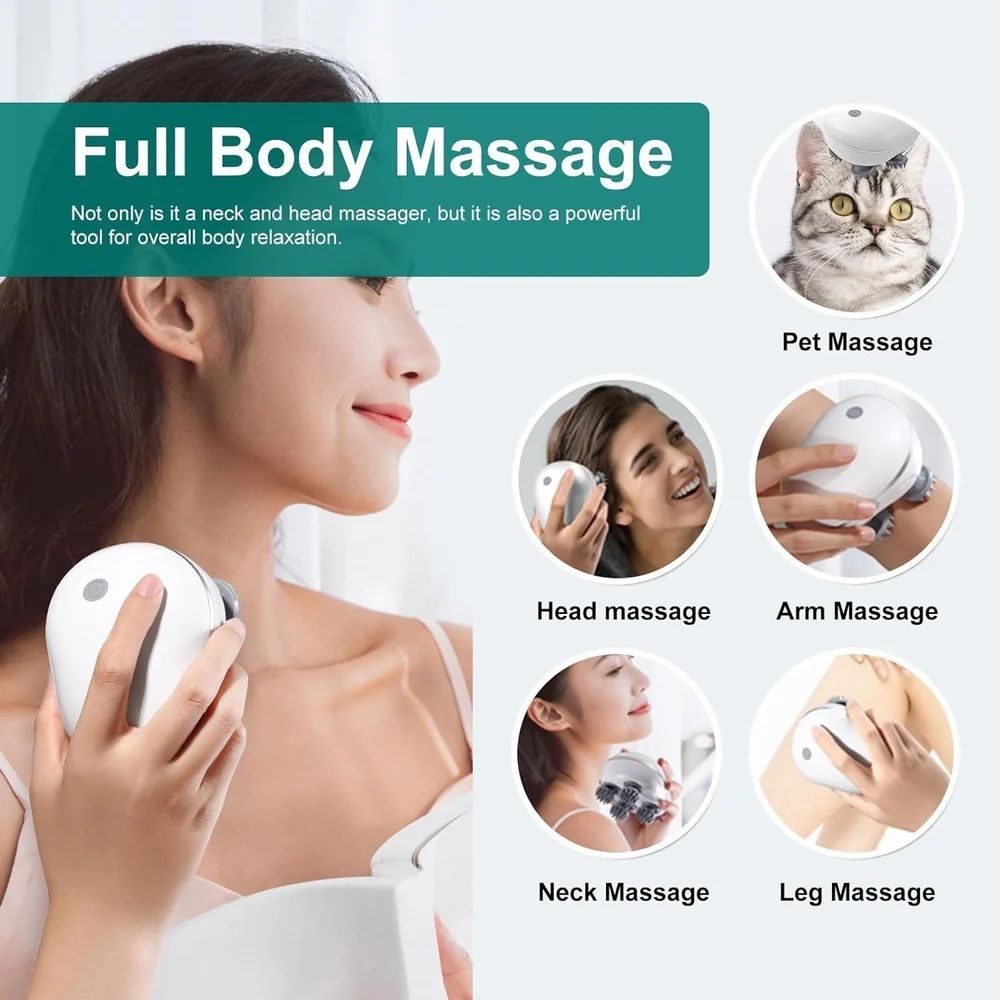 Full Body Massage
Not only is it a neck and head massager, but it is also a powerful
tool for overall body relaxation.
Pet Massage
Head massage
Arm Massage
Neck Massage
Leg Massage